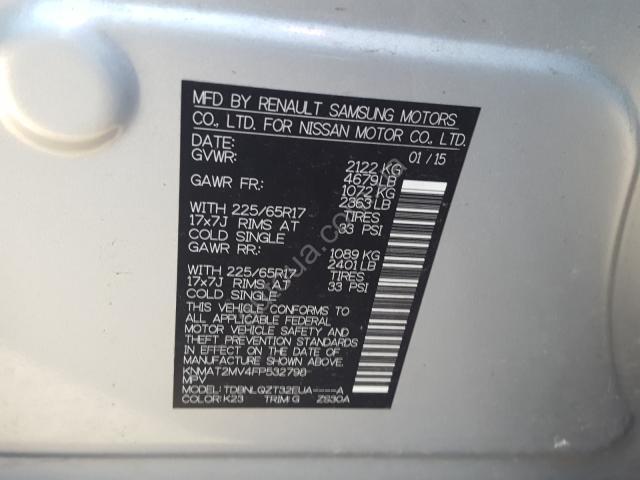 MFD BY RENAULT SAMSUNG MOTORS
CO., LTD. FOR NISSAN MOTOR CO., LTD.
DATE: 01/15
GVWR: 2122 KG
4679 LB
GAWR FR: 1072 KG
2363 LB
WITH 225/65R17 TIRES
17x7J RIMS AT 33 PSI
COLD SINGLE
GAWR RR: 1089 KG
2401 LB
WITH 225/65R17 TIRES
17x7J RIMS AT 33 PSI
COLD SINGLE
THIS VEHICLE CONFORMS TO
ALL APPLICABLE FEDERAL
MOTOR VEHICLE SAFETY AND
THEFT PREVENTION STANDARDS
IN EFFECT ON THE DATE OF
MANUFACTURE SHOWN ABOVE.
KNMAT2MV4FP532798
MPV
MODEL: TDBNLQZT32EUA----A
COLOR: K23 TRIM: G ZS30A